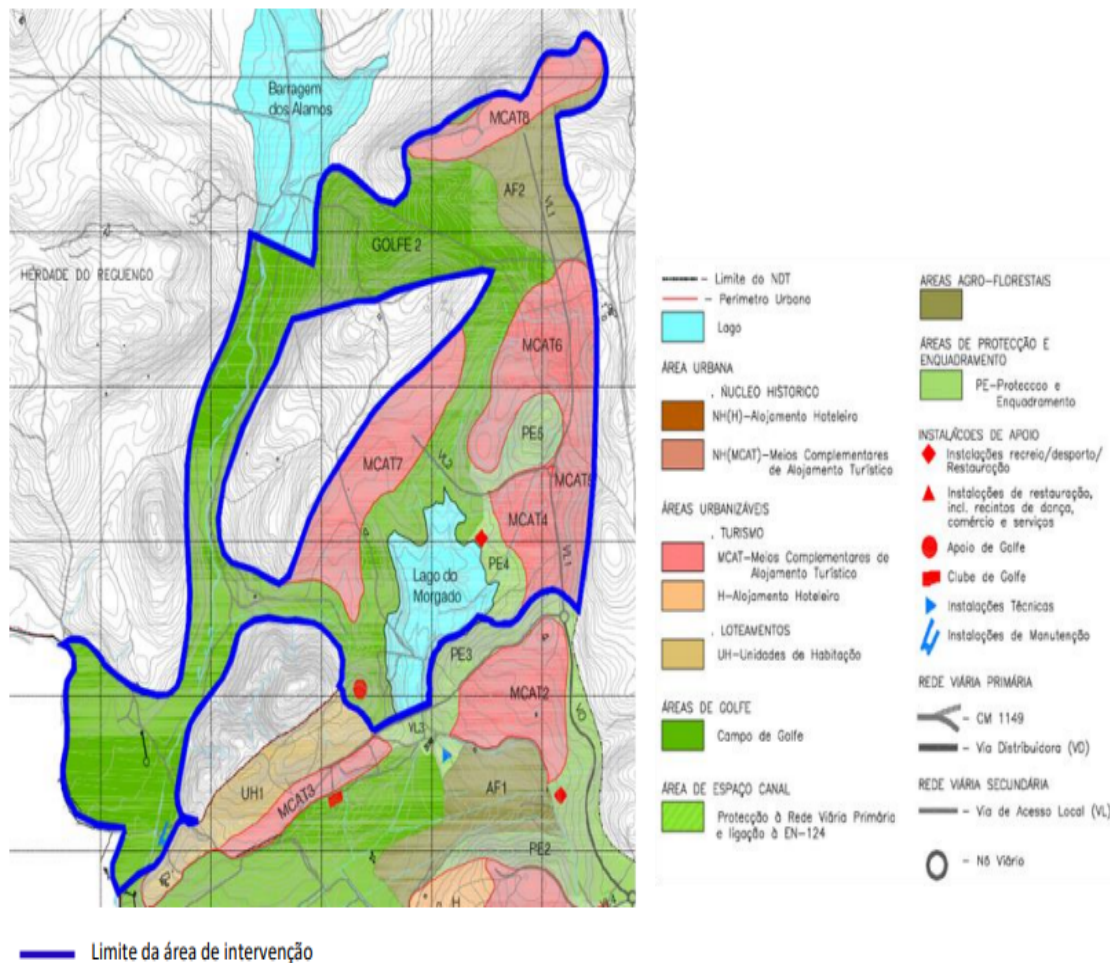 Barragem
dos Alamos
MCAT8
AF2
VL1
GOLFE 2
HERDADE DO REGUENGO
MCAT6
PE5
MCAT7
VL2
MCAT5
MCAT4
PE4
VL1
Lago do
Morgado
PE3
MCAT2
VD
VL3
UH1
MCAT3
AF1
PE2
H
VL4
Limite da área de intervenção
– Limite do NDT
– Perímetro Urbano
Lago
ÁREA URBANA
. NÚCLEO HISTÓRICO
NH(H)–Alojamento Hoteleiro
NH(MCAT)–Meios Complementares
de Alojamento Turístico
ÁREAS URBANIZÁVEIS
. TURISMO
MCAT–Meios Complementares de
Alojamento Turístico
H–Alojamento Hoteleiro
. LOTEAMENTOS
UH–Unidades de Habitação
ÁREAS DE GOLFE
Campo de Golfe
ÁREA DE ESPAÇO CANAL
Protecção à Rede Viária Primária
e ligação à EN–124
ÁREAS AGRO–FLORESTAIS
ÁREAS DE PROTECÇÃO E
ENQUADRAMENTO
PE–Protecção e
Enquadramento
INSTALAÇÕES DE APOIO
Instalações recreio/desporto/
Restauração
Instalações de restauração,
incl. recintos de dança,
comércio e serviços
Apoio de Golfe
Clube de Golfe
Instalações Técnicas
Instalações de Manutenção
REDE VIÁRIA PRIMÁRIA
– CM 1149
– Via Distribuidora (VD)
REDE VIÁRIA SECUNDÁRIA
– Via de Acesso Local (VL)
– Nó Viário